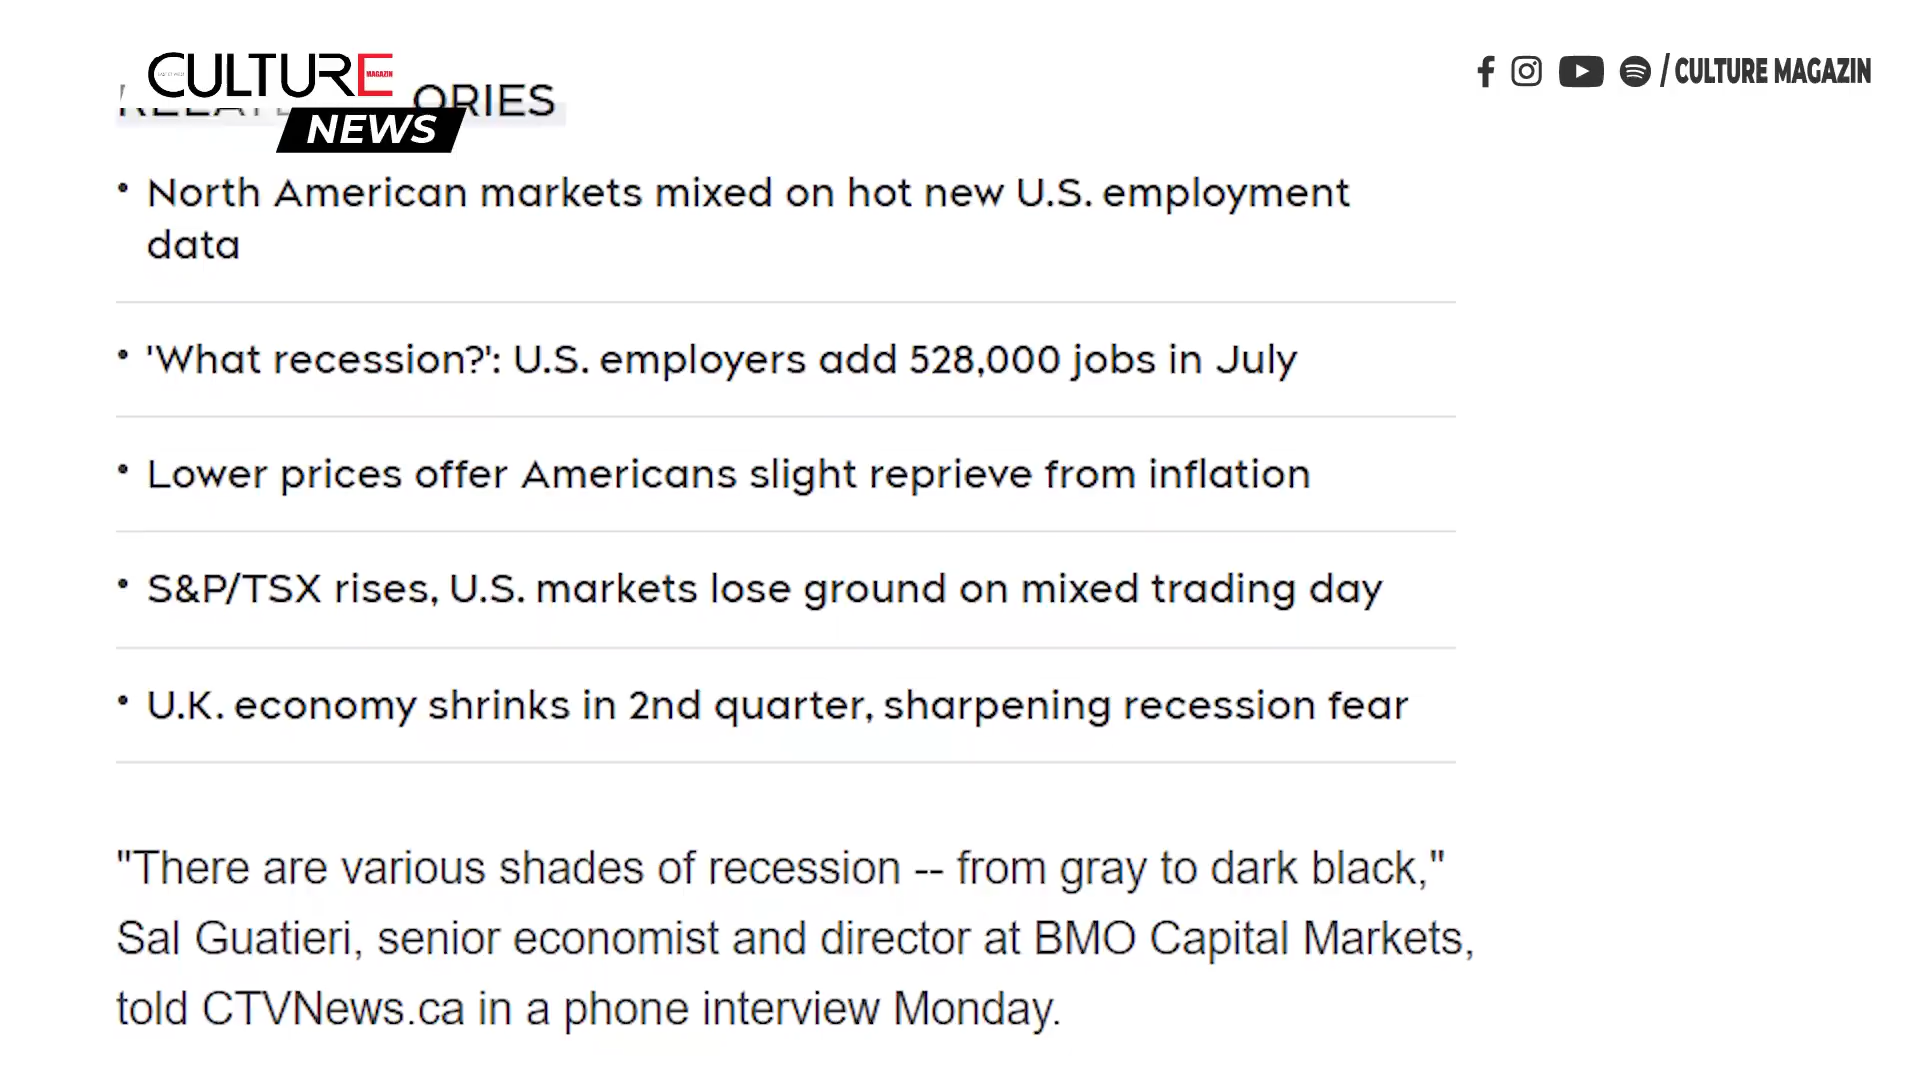 CULTURE
MAGAZIN
NEWS
ORIES
/ CULTURE MAGAZIN
• North American markets mixed on hot new U.S. employment
data
• 'What recession?': U.S. employers add 528,000 jobs in July
• Lower prices offer Americans slight reprieve from inflation
• S&P/TSX rises, U.S. markets lose ground on mixed trading day
• U.K. economy shrinks in 2nd quarter, sharpening recession fear
"There are various shades of recession -- from gray to dark black,"
Sal Guatieri, senior economist and director at BMO Capital Markets,
told CTVNews.ca in a phone interview Monday.